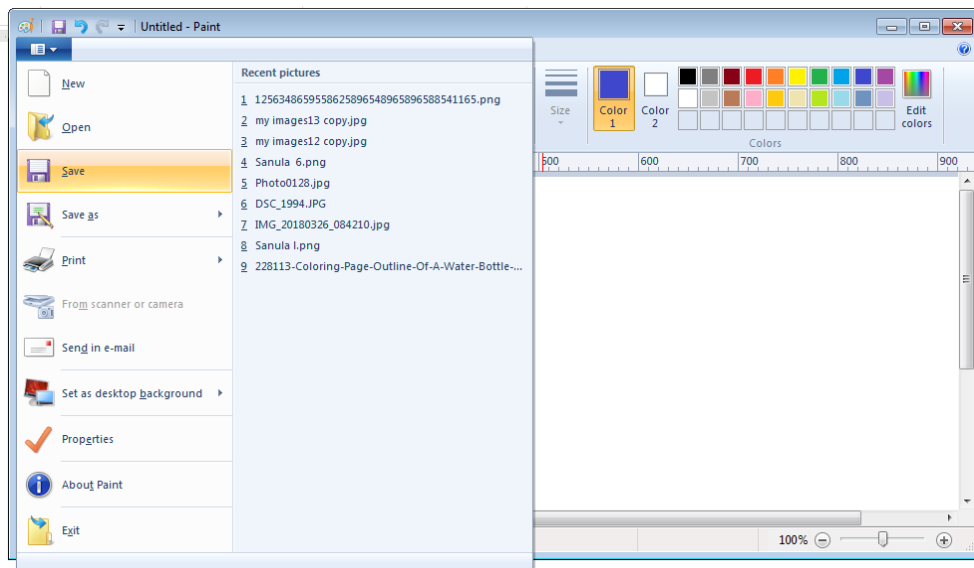 Untitled - Paint
New
Open
Save
Save as
Print
From scanner or camera
Send in e-mail
Set as desktop background
Properties
About Paint
Exit
Recent pictures
1 1256348659558625896548965896588541165.png
2 my images13 copy.jpg
3 my images12 copy.jpg
4 Sanula 6.png
5 Photo0128.jpg
6 DSC_1994.JPG
7 IMG_20180326_084210.jpg
8 Sanula I.png
9 228113-Coloring-Page-Outline-Of-A-Water-Bottle-...
Size
Color 1
Color 2
Edit colors
Colors
500 600 700 800 900
100%